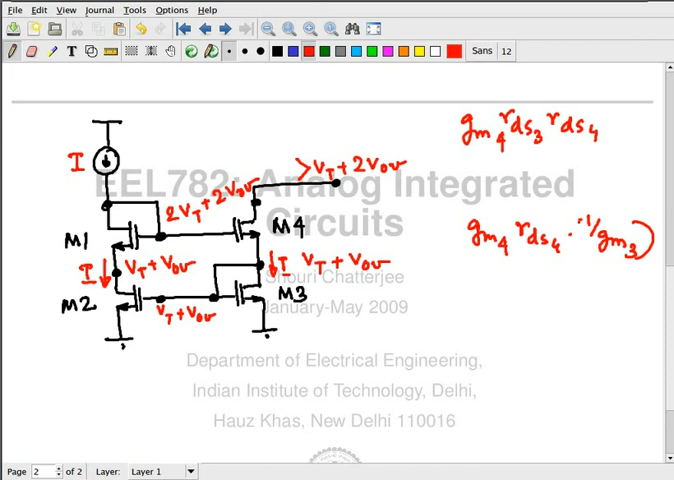 File Edit View Journal Tools Options Help
Sans 12
EEL782: Analog Integrated
Circuits
Shouri Chatterjee
January-May 2009
Department of Electrical Engineering,
Indian Institute of Technology, Delhi,
Hauz Khas, New Delhi 110016
I
M1
2VT+2Vov
>VT+2Vov
M4
I
VT+Vov
I
VT+Vov
M2
VT+Vov
M3
gm4 rds3 rds4
gm4 rds4 · 1/gm3)
Page 2 of 2 Layer: Layer 1